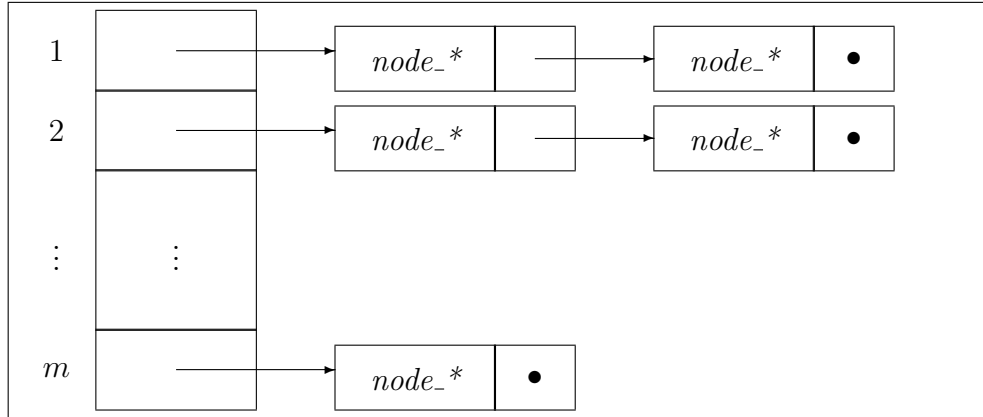 1 node_* node_* •
2 node_* node_* •
⋮ ⋮
m node_* •